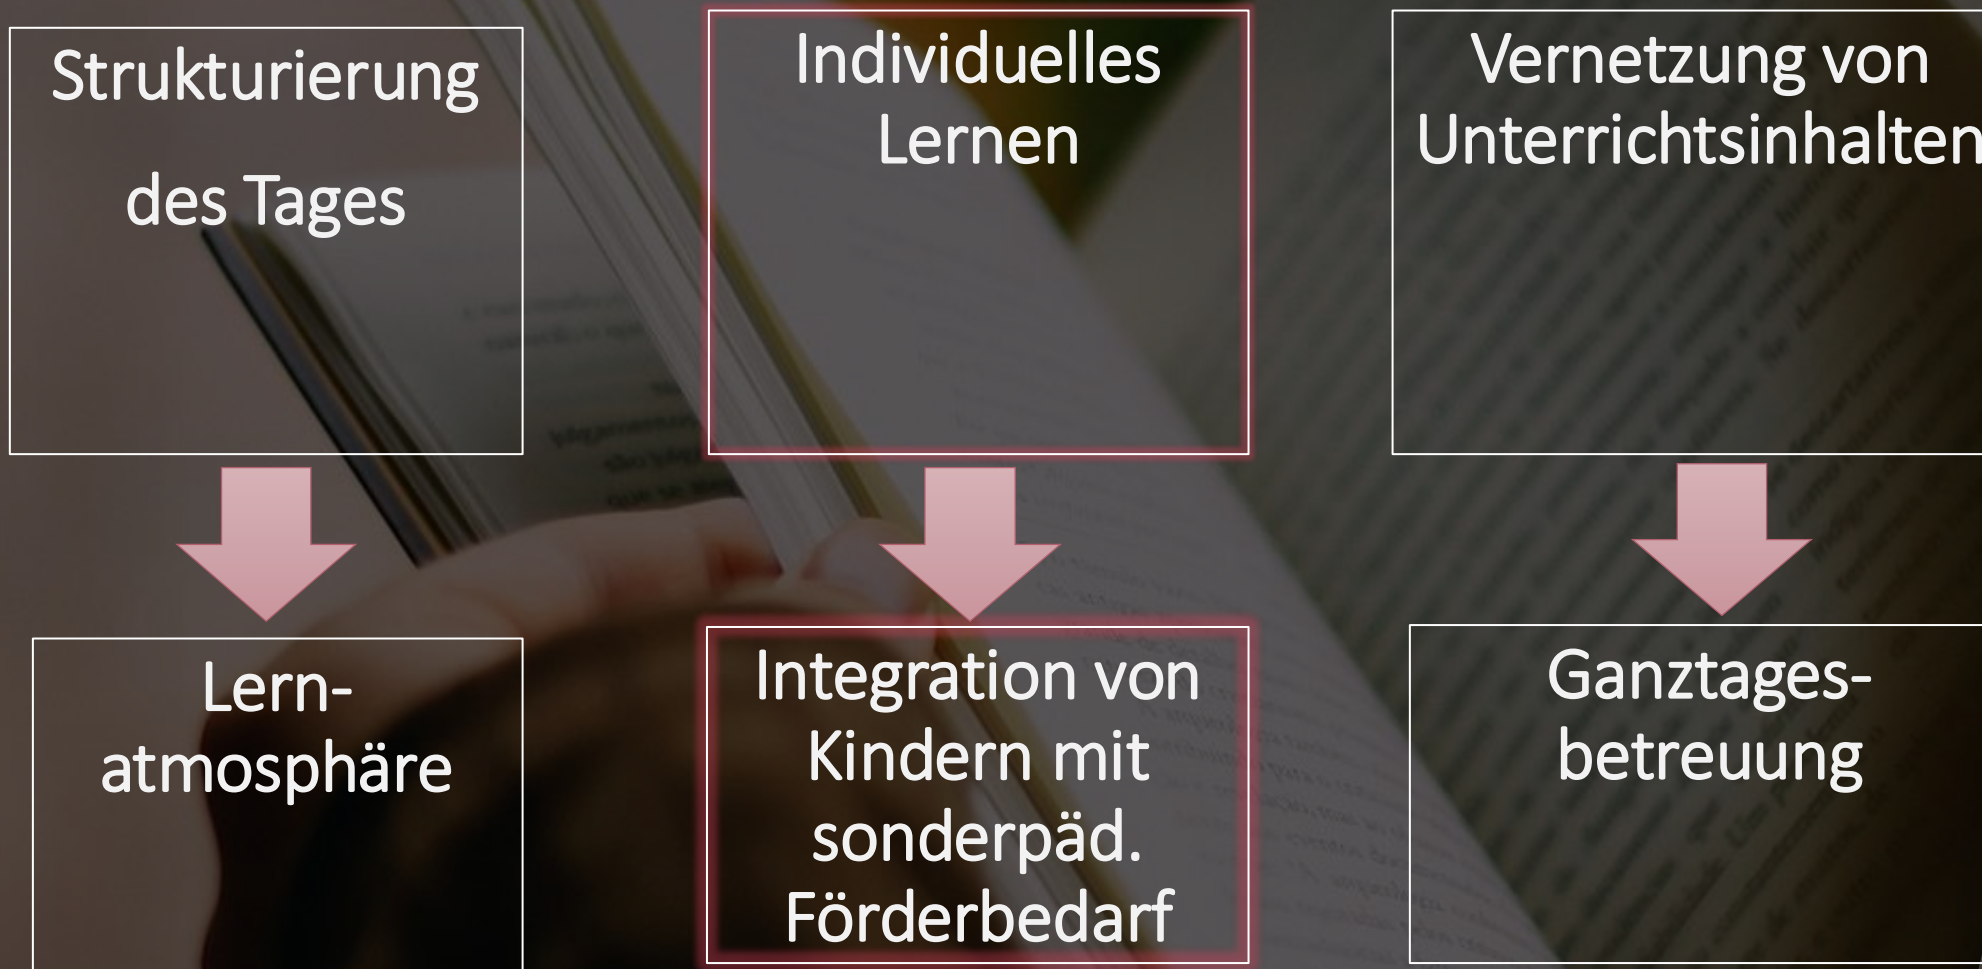 Strukturierung
des Tages
Individuelles
Lernen
Vernetzung von
Unterrichtsinhalten
Lern-
atmosphäre
Integration von
Kindern mit
sonderpäd.
Förderbedarf
Ganztages-
betreuung